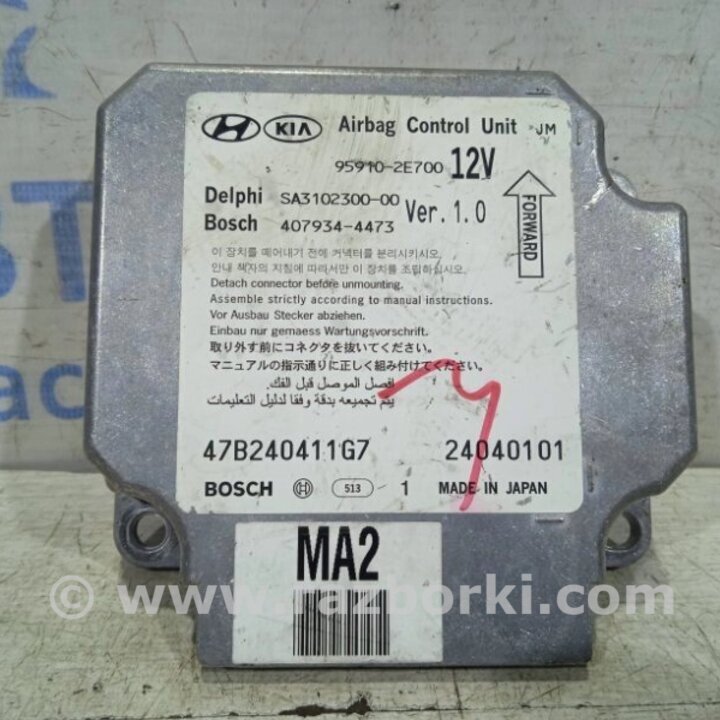 KIA Airbag Control Unit JM
95910-2E700 12V
Delphi SA3102300-00
Bosch 407934-4473
Ver. 1.0
FORWARD
이 장치를 떼어내기 전에 커넥터를 분리시키시오.
안내 책자의 지침에 따라서만 이 장치를 조립하십시오.
Detach connector before unmounting.
Assemble strictly according to manual instructions.
Vor Ausbau Stecker abziehen.
Einbau nur gemaess Wartungsvorschrift.
取り外す前にコネクタを抜いてください。
マニュアルの指示通りに正しく組み付けてください。
افصل الموصل قبل الفك.
يتم تجميعه بدقة وفقا لدليل التعليمات
47B240411G7 24040101
BOSCH 513 1 MADE IN JAPAN
MA2
© www.razborki.com